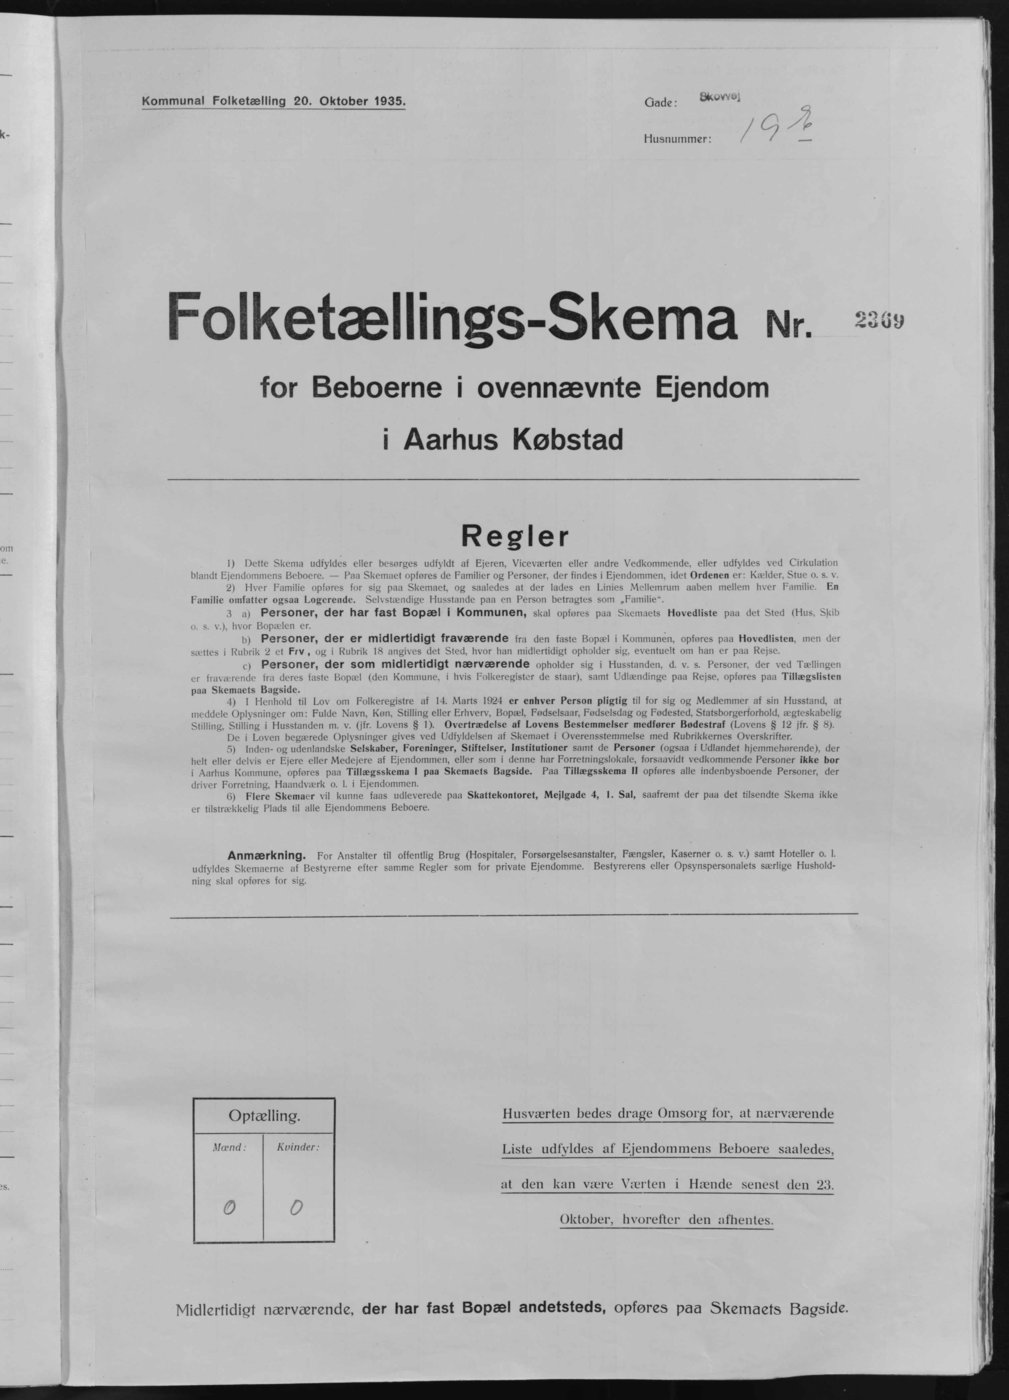 Kommunal Folketælling 20. Oktober 1935.
Gade: Skovvej
Husnummer: 19
Folketællings-Skema Nr. 2369
for Beboerne i ovennævnte Ejendom
i Aarhus Købstad
Regler
1) Dette Skema udfyldes eller besørges udfyldt af Ejeren, Viceværten eller andre Vedkommende, eller udfyldes ved Cirkulation
blandt Ejendommens Beboere. — Paa Skemaet opføres de Familier og Personer, der findes i Ejendommen, idet Ordenen er: Kælder, Stue o. s. v.
2) Hver Familie opføres for sig paa Skemaet, og saaledes at der lades en Linies Mellemrum aaben mellem hver Familie. En
Familie omfatter ogsaa Logerende. Selvstændige Husstande paa en Person betragtes som „Familie“.
3 a) Personer, der har fast Bopæl i Kommunen, skal opføres paa Skemaets Hovedliste paa det Sted (Hus, Skib
o. s. v.), hvor Bopælen er.
b) Personer, der er midlertidigt fraværende fra den faste Bopæl i Kommunen, opføres paa Hovedlisten, men der
sættes i Rubrik 2 et Frv., og i Rubrik 18 angives det Sted, hvor han midlertidigt opholder sig, eventuelt om han er paa Rejse.
c) Personer, der som midlertidigt nærværende opholder sig i Husstanden, d. v. s. Personer, der ved Tællingen
er fraværende fra deres faste Bopæl (den Kommune, i hvis Folkeregister de staar), samt Udlændinge paa Rejse, opføres paa Tillægslisten
paa Skemaets Bagside.
4) I Henhold til Lov om Folkeregistre af 14. Marts 1924 er enhver Person pligtig til for sig og Medlemmer af sin Husstand, at
meddele Oplysninger om: Fulde Navn, Køn, Stilling eller Erhverv, Bopæl, Fødselsaar, Fødselsdag og Fødested, Statsborgerforhold, ægteskabelig
Stilling, Stilling i Husstanden m. v. (jfr. Lovens § 1). Overtrædelse af Lovens Bestemmelser medfører Bødestraf (Lovens § 12 jfr. § 8).
De i Loven begærede Oplysninger gives ved Udfyldelsen af Skemaet i Overensstemmelse med Rubrikkernes Overskrifter.
5) Inden- og udenlandske Selskaber, Foreninger, Stiftelser, Institutioner samt de Personer (ogsaa i Udlandet hjemmehørende), der
helt eller delvis er Ejere eller Medejere af Ejendommen, eller som i denne har Forretningslokale, forsaavidt vedkommende Personer ikke bor
i Aarhus Kommune, opføres paa Tillægsskema I paa Skemaets Bagside. Paa Tillægsskema II opføres alle indenbysboende Personer, der
driver Forretning, Haandværk o. l. i Ejendommen.
6) Flere Skemaer vil kunne faas udleverede paa Skattekontoret, Mejlgade 4, 1. Sal, saafremt der paa det tilsendte Skema ikke
er tilstrækkelig Plads til alle Ejendommens Beboere.
Anmærkning. For Anstalter til offentlig Brug (Hospitaler, Forsørgelsesanstalter, Fængsler, Kaserner o. s. v.) samt Hoteller o. l.
udfyldes Skemaerne af Bestyrerne efter samme Regler som for private Ejendomme. Bestyrerens eller Opsynspersonalets særlige Hushold-
ning skal opføres for sig.
Optælling.
Mænd: Kvinder:
0 0
Husværten bedes drage Omsorg for, at nærværende
Liste udfyldes af Ejendommens Beboere saaledes,
at den kan være Værten i Hænde senest den 23.
Oktober, hvorefter den afhentes.
Midlertidigt nærværende, der har fast Bopæl andetsteds, opføres paa Skemaets Bagside.